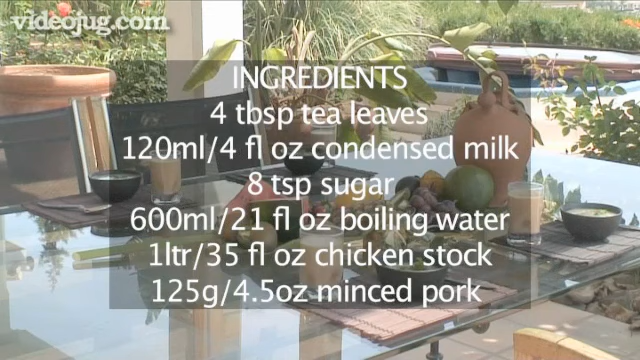 videojug.com
INGREDIENTS
4 tbsp tea leaves
120ml/4 fl oz condensed milk
8 tsp sugar
600ml/21 fl oz boiling water
1ltr/35 fl oz chicken stock
125g/4.5oz minced pork